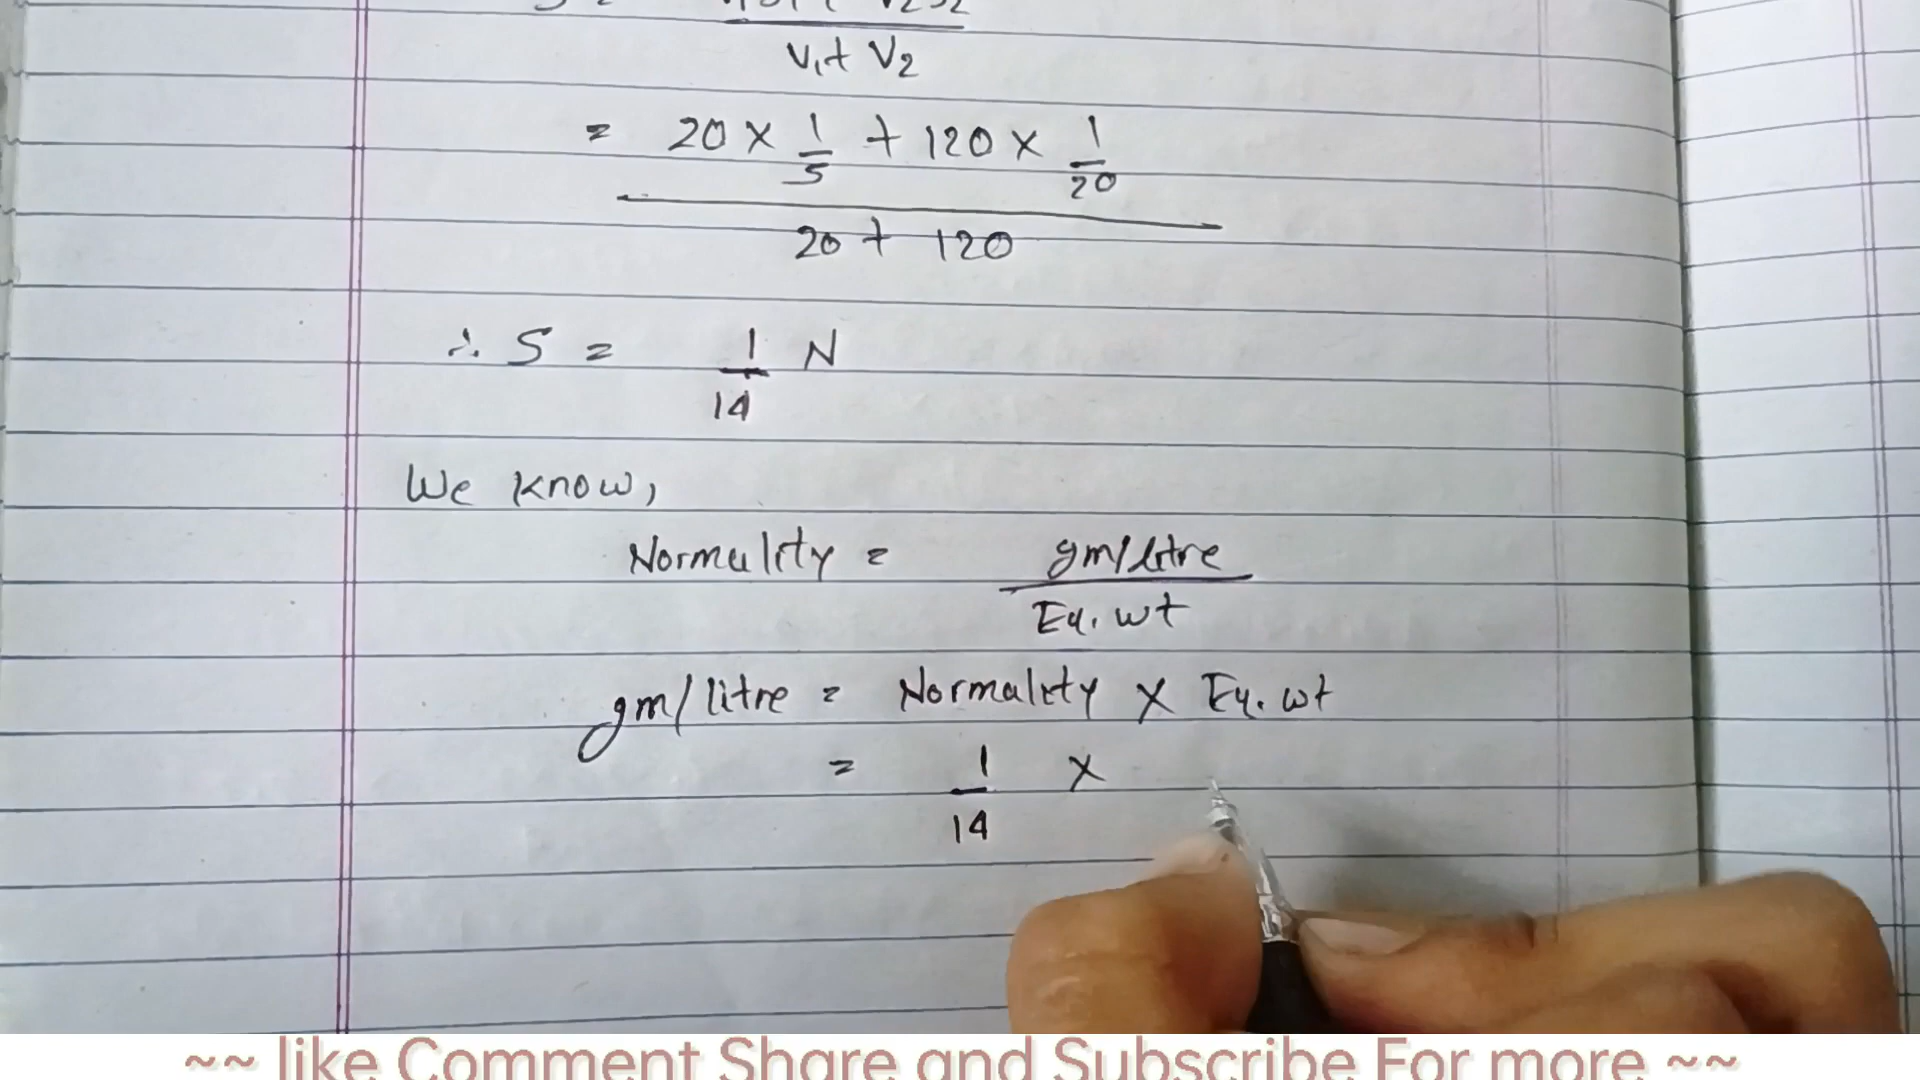 V₁+ V₂
= 20 × 1/5 + 120 × 1/20
20 + 120
∴ S = 1/14 N
We know,
Normality = gm/litre
Eq. wt
gm/litre = Normality × Eq. wt
= 1/14 ×
~~ like Comment Share and Subscribe For more ~~